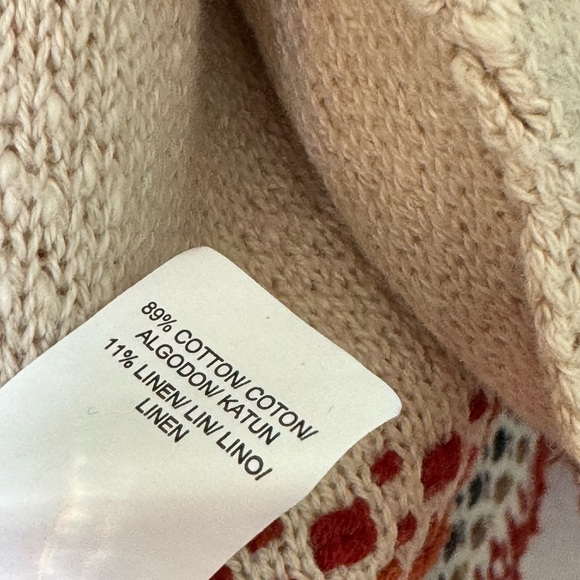 89% COTTON/ COTON/
ALGODON/ KATUN
11% LINEN/ LIN/ LINO/
LINEN